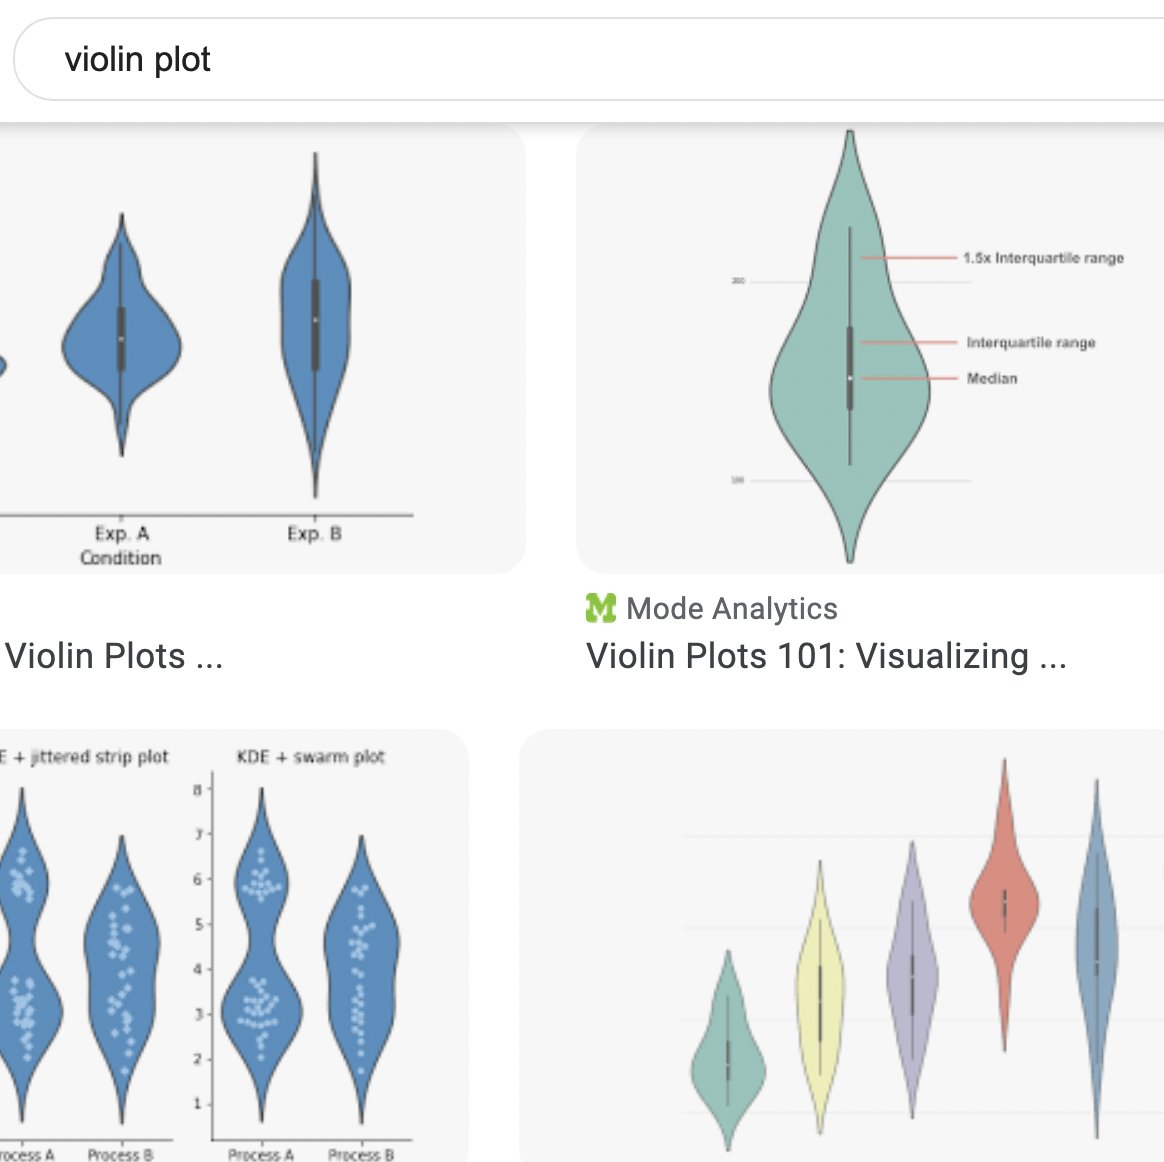 violin plot
Exp. A
Exp. B
Condition
300
1.5x Interquartile range
Interquartile range
Median
100
Mode Analytics
Violin Plots ...
Violin Plots 101: Visualizing ...
E + jittered strip plot
KDE + swarm plot
8
7
6
5
4
3
2
1
rocess A
Process B
Process A
Process B